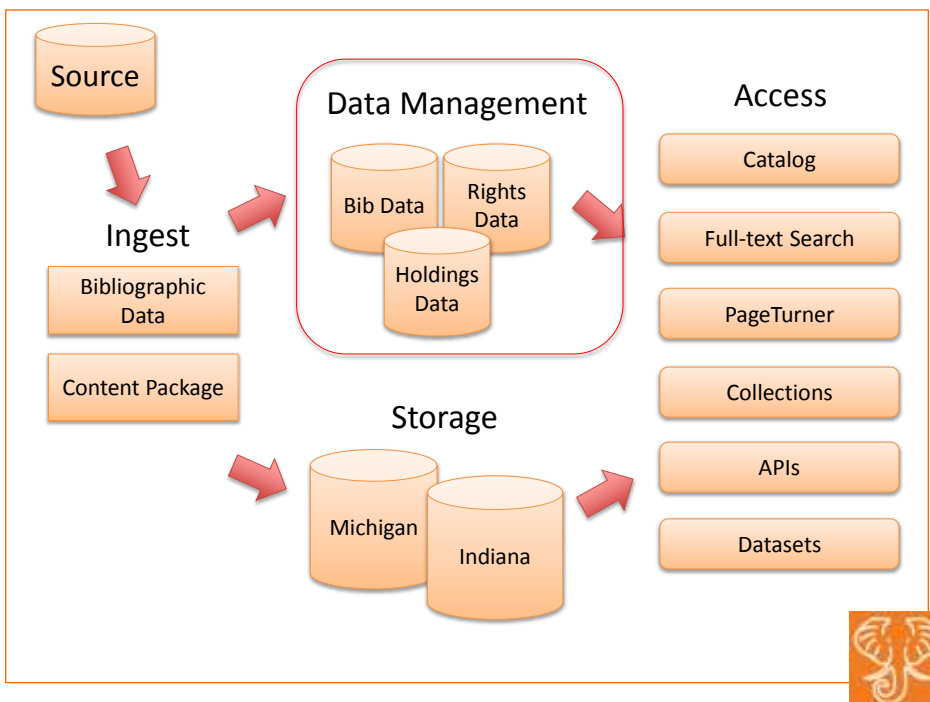 Source
Ingest
Bibliographic
Data
Content Package
Data Management
Bib Data
Rights
Data
Holdings
Data
Storage
Michigan
Indiana
Access
Catalog
Full-text Search
PageTurner
Collections
APIs
Datasets